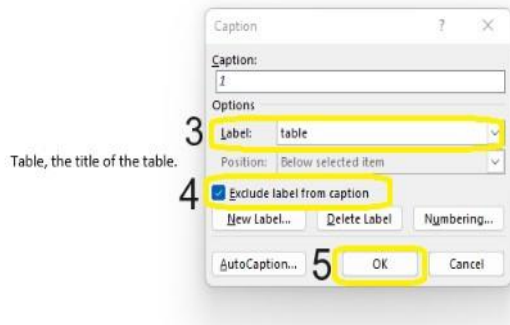 Caption ? ×
Caption:
1
Options
3 Label: table
Table, the title of the table.
Position: Below selected item
4 Exclude label from caption
New Label... Delete Label Numbering...
AutoCaption... 5 OK Cancel